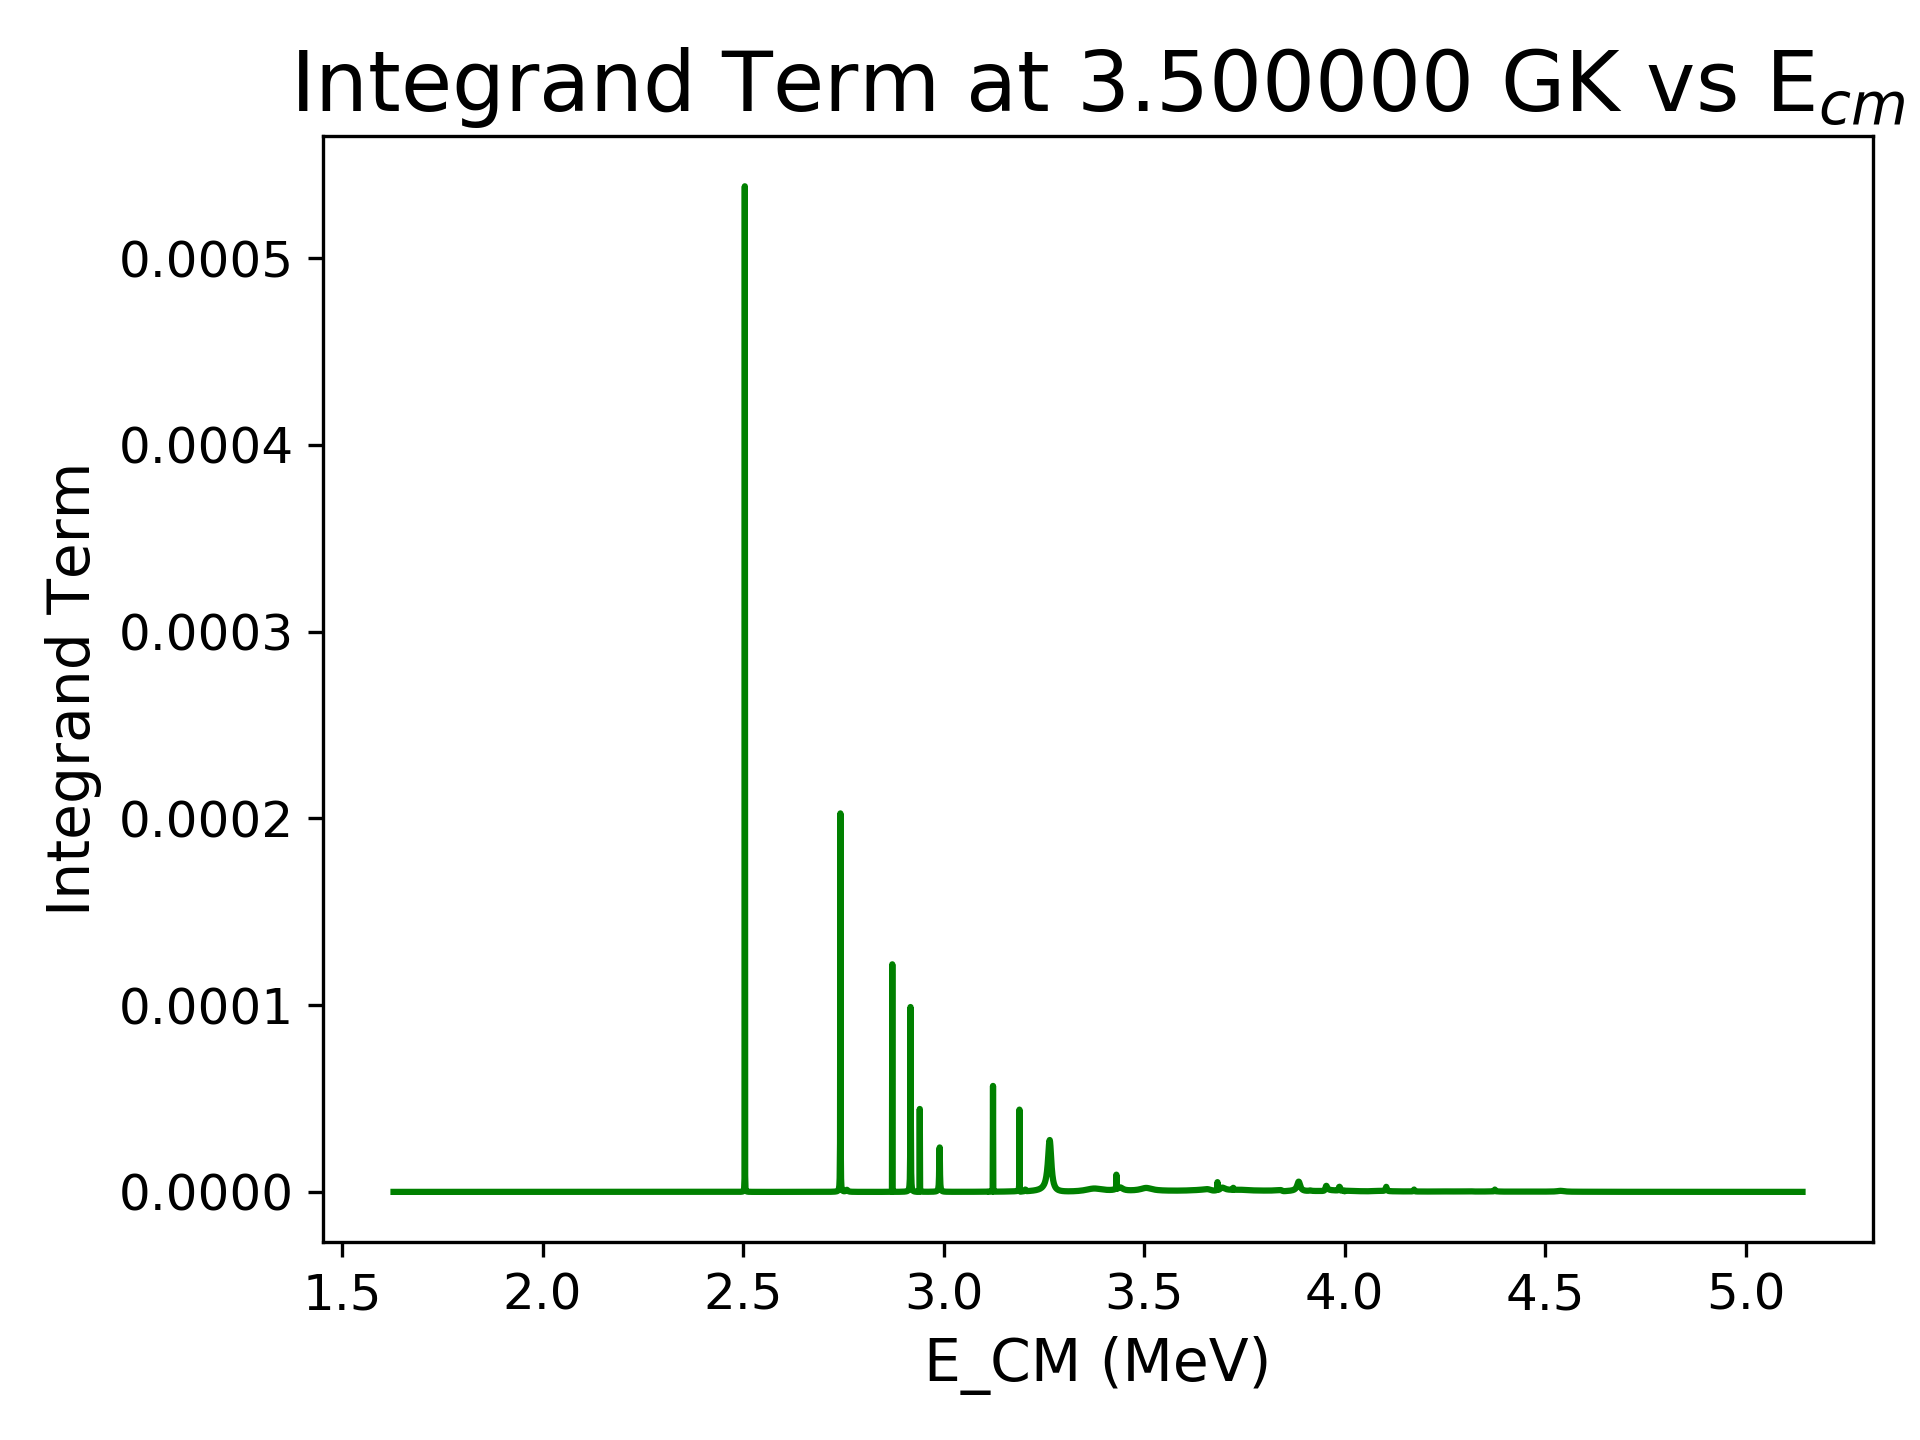 Integrand Term at 3.500000 GK vs E_cm
Integrand Term
0.0005
0.0004
0.0003
0.0002
0.0001
0.0000
1.5 2.0 2.5 3.0 3.5 4.0 4.5 5.0
E_CM (MeV)